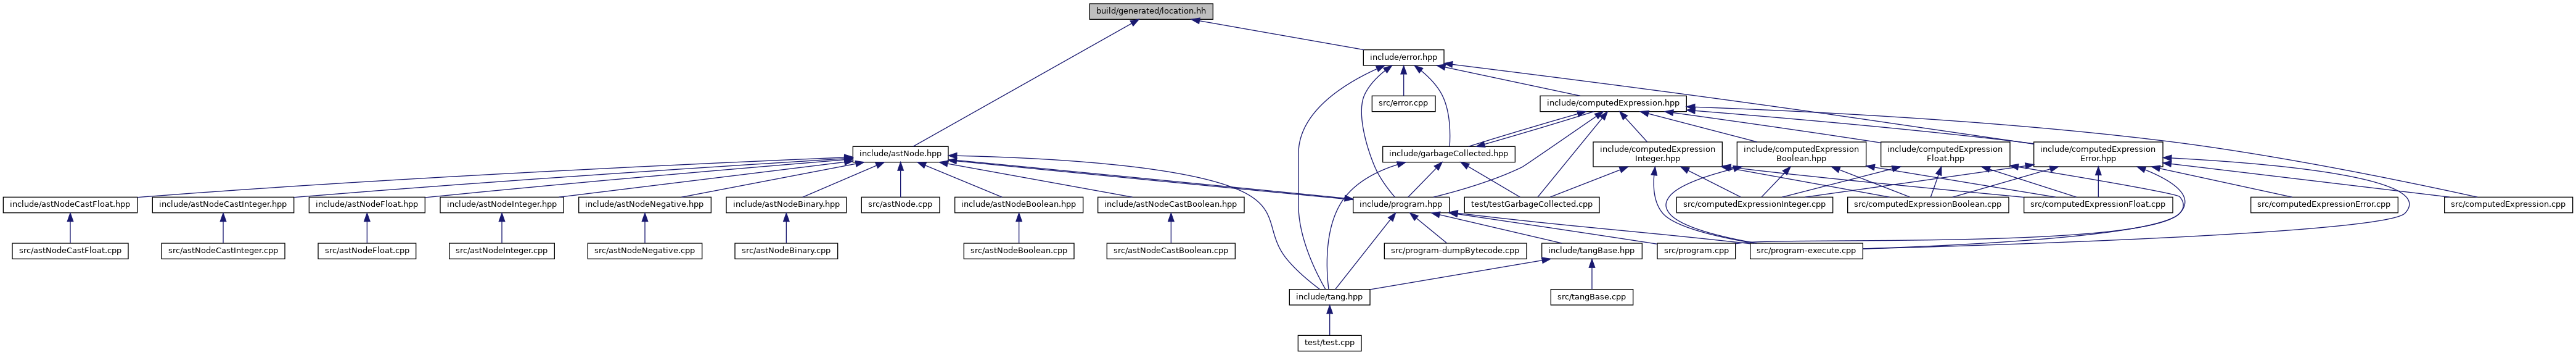 build/generated/location.hh
include/error.hpp
src/error.cpp
include/computedExpression.hpp
include/astNode.hpp
include/garbageCollected.hpp
include/computedExpression
Integer.hpp
include/computedExpression
Boolean.hpp
include/computedExpression
Float.hpp
include/computedExpression
Error.hpp
include/astNodeCastFloat.hpp
include/astNodeCastInteger.hpp
include/astNodeFloat.hpp
include/astNodeInteger.hpp
include/astNodeNegative.hpp
include/astNodeBinary.hpp
src/astNode.cpp
include/astNodeBoolean.hpp
include/astNodeCastBoolean.hpp
include/program.hpp
test/testGarbageCollected.cpp
src/computedExpressionInteger.cpp
src/computedExpressionBoolean.cpp
src/computedExpressionFloat.cpp
src/computedExpressionError.cpp
src/computedExpression.cpp
src/astNodeCastFloat.cpp
src/astNodeCastInteger.cpp
src/astNodeFloat.cpp
src/astNodeInteger.cpp
src/astNodeNegative.cpp
src/astNodeBinary.cpp
src/astNodeBoolean.cpp
src/astNodeCastBoolean.cpp
src/program-dumpBytecode.cpp
include/tangBase.hpp
src/program.cpp
src/program-execute.cpp
include/tang.hpp
src/tangBase.cpp
test/test.cpp